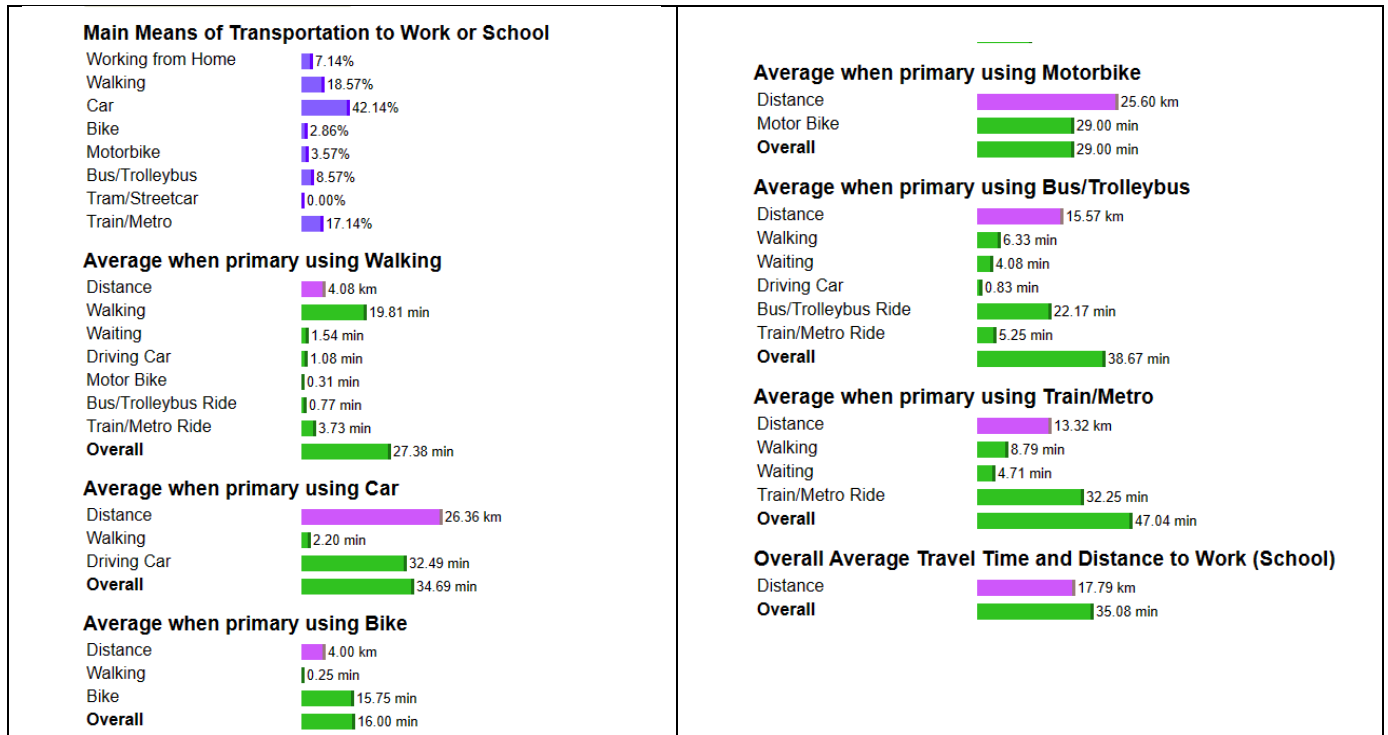 Main Means of Transportation to Work or School
Working from Home 7.14%
Walking 18.57%
Car 42.14%
Bike 2.86%
Motorbike 3.57%
Bus/Trolleybus 8.57%
Tram/Streetcar 0.00%
Train/Metro 17.14%
Average when primary using Walking
Distance 4.08 km
Walking 19.81 min
Waiting 1.54 min
Driving Car 1.08 min
Motor Bike 0.31 min
Bus/Trolleybus Ride 0.77 min
Train/Metro Ride 3.73 min
Overall 27.38 min
Average when primary using Car
Distance 26.36 km
Walking 2.20 min
Driving Car 32.49 min
Overall 34.69 min
Average when primary using Bike
Distance 4.00 km
Walking 0.25 min
Bike 15.75 min
Overall 16.00 min
Average when primary using Motorbike
Distance 25.60 km
Motor Bike 29.00 min
Overall 29.00 min
Average when primary using Bus/Trolleybus
Distance 15.57 km
Walking 6.33 min
Waiting 4.08 min
Driving Car 0.83 min
Bus/Trolleybus Ride 22.17 min
Train/Metro Ride 5.25 min
Overall 38.67 min
Average when primary using Train/Metro
Distance 13.32 km
Walking 8.79 min
Waiting 4.71 min
Train/Metro Ride 32.25 min
Overall 47.04 min
Overall Average Travel Time and Distance to Work (School)
Distance 17.79 km
Overall 35.08 min